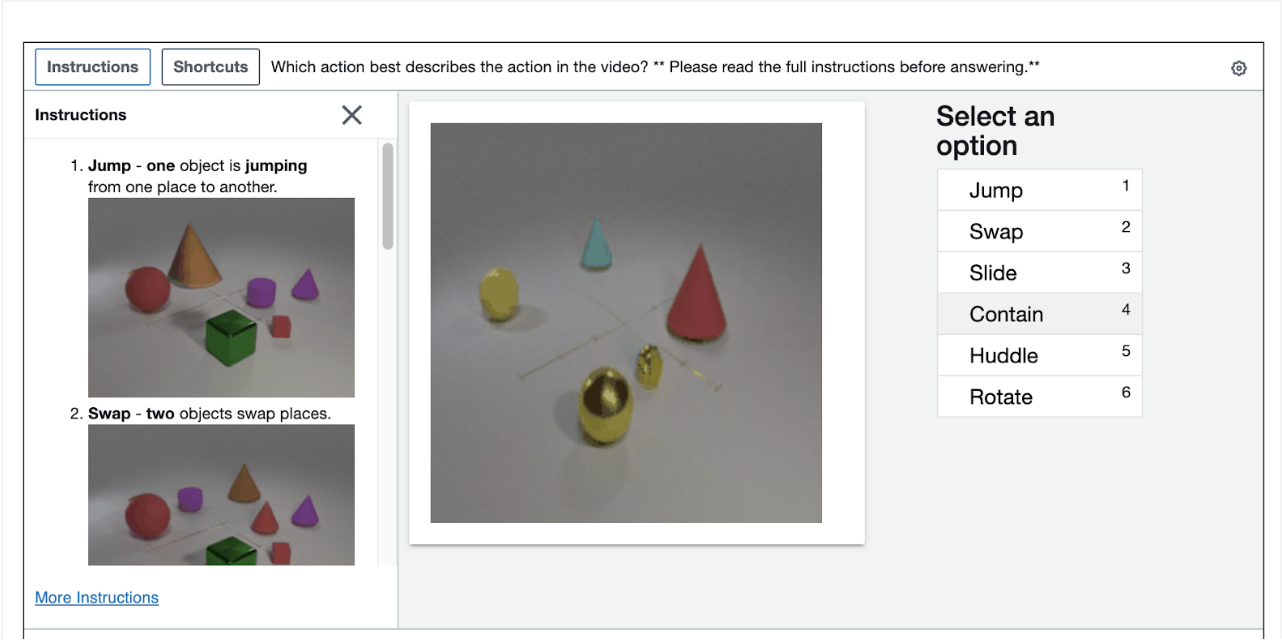 Instructions
Shortcuts
Which action best describes the action in the video? ** Please read the full instructions before answering.**
Instructions
1. Jump - one object is jumping
from one place to another.
2. Swap - two objects swap places.
More Instructions
Select an
option
Jump 1
Swap 2
Slide 3
Contain 4
Huddle 5
Rotate 6